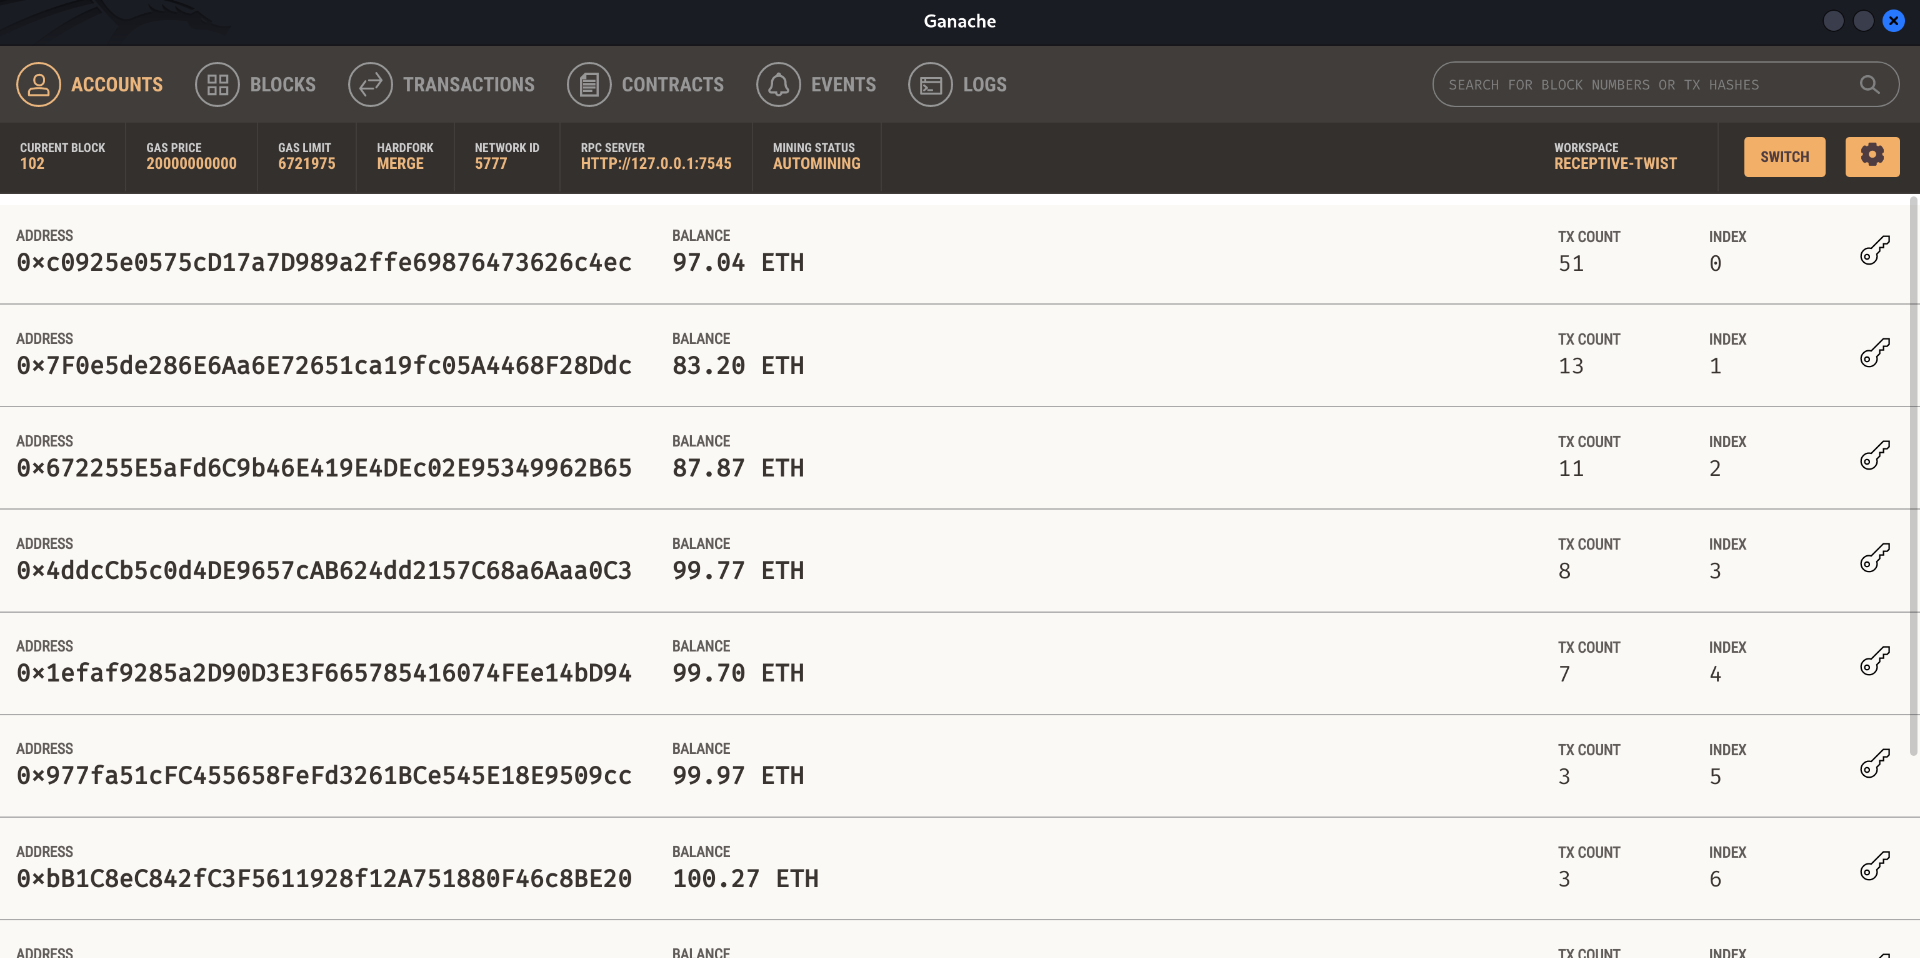 Ganache
ACCOUNTS BLOCKS TRANSACTIONS CONTRACTS EVENTS LOGS SEARCH FOR BLOCK NUMBERS OR TX HASHES
CURRENT BLOCK GAS PRICE GAS LIMIT HARDFORK NETWORK ID RPC SERVER MINING STATUS WORKSPACE
102 20000000000 6721975 MERGE 5777 HTTP://127.0.0.1:7545 AUTOMINING RECEPTIVE-TWIST SWITCH
ADDRESS BALANCE TX COUNT INDEX
0xc0925e0575cD17a7D989a2ffe69876473626c4ec 97.04 ETH 51 0
ADDRESS BALANCE TX COUNT INDEX
0x7F0e5de286E6Aa6E72651ca19fc05A4468F28Ddc 83.20 ETH 13 1
ADDRESS BALANCE TX COUNT INDEX
0x672255E5aFd6C9b46E419E4DEc02E95349962B65 87.87 ETH 11 2
ADDRESS BALANCE TX COUNT INDEX
0x4ddcCb5c0d4DE9657cAB624dd2157C68a6Aaa0C3 99.77 ETH 8 3
ADDRESS BALANCE TX COUNT INDEX
0x1efaf9285a2D90D3E3F665785416074FEe14bD94 99.70 ETH 7 4
ADDRESS BALANCE TX COUNT INDEX
0x977fa51cFC455658FeFd3261BCe545E18E9509cc 99.97 ETH 3 5
ADDRESS BALANCE TX COUNT INDEX
0xbB1C8eC842fC3F5611928f12A751880F46c8BE20 100.27 ETH 3 6
ADDRESS BALANCE TX COUNT INDEX